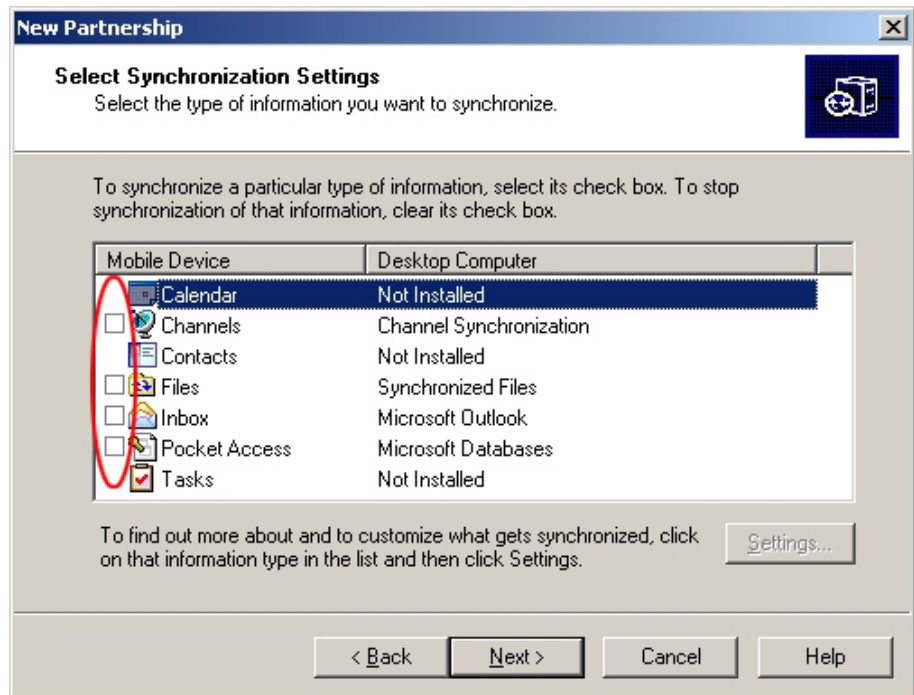 New Partnership
Select Synchronization Settings
Select the type of information you want to synchronize.
To synchronize a particular type of information, select its check box. To stop
synchronization of that information, clear its check box.
Mobile Device Desktop Computer
Calendar Not Installed
Channels Channel Synchronization
Contacts Not Installed
Files Synchronized Files
Inbox Microsoft Outlook
Pocket Access Microsoft Databases
Tasks Not Installed
To find out more about and to customize what gets synchronized, click
on that information type in the list and then click Settings.
Settings...
< Back Next > Cancel Help